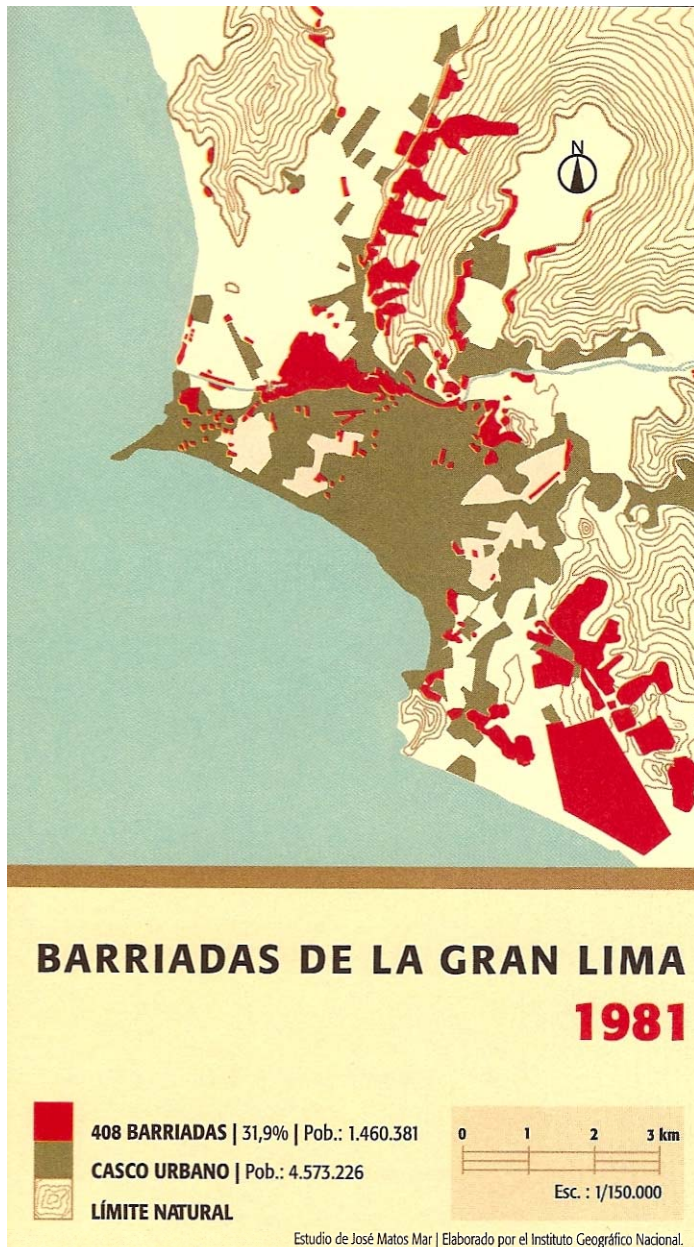 N
BARRIADAS DE LA GRAN LIMA
1981
408 BARRIADAS | 31,9% | Pob.: 1.460.381
CASCO URBANO | Pob.: 4.573.226
LÍMITE NATURAL
0 1 2 3 km
Esc. : 1/150.000
Estudio de José Matos Mar | Elaborado por el Instituto Geográfico Nacional.